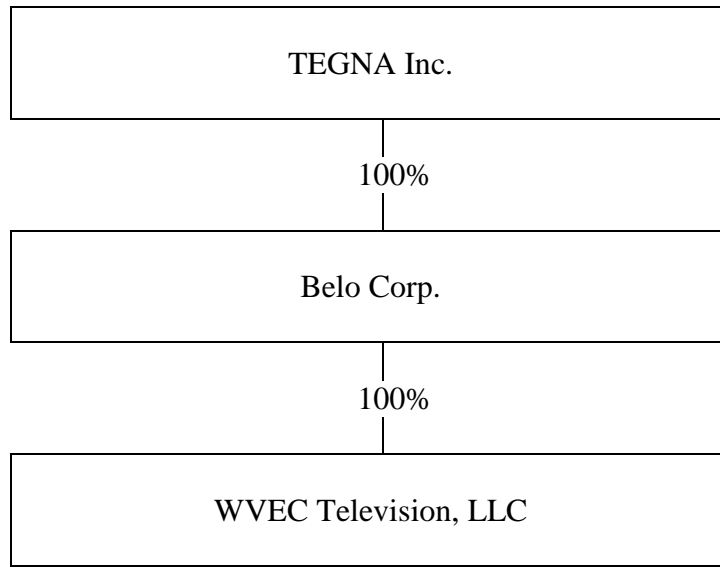 TEGNA Inc.
100%
Belo Corp.
100%
WVEC Television, LLC